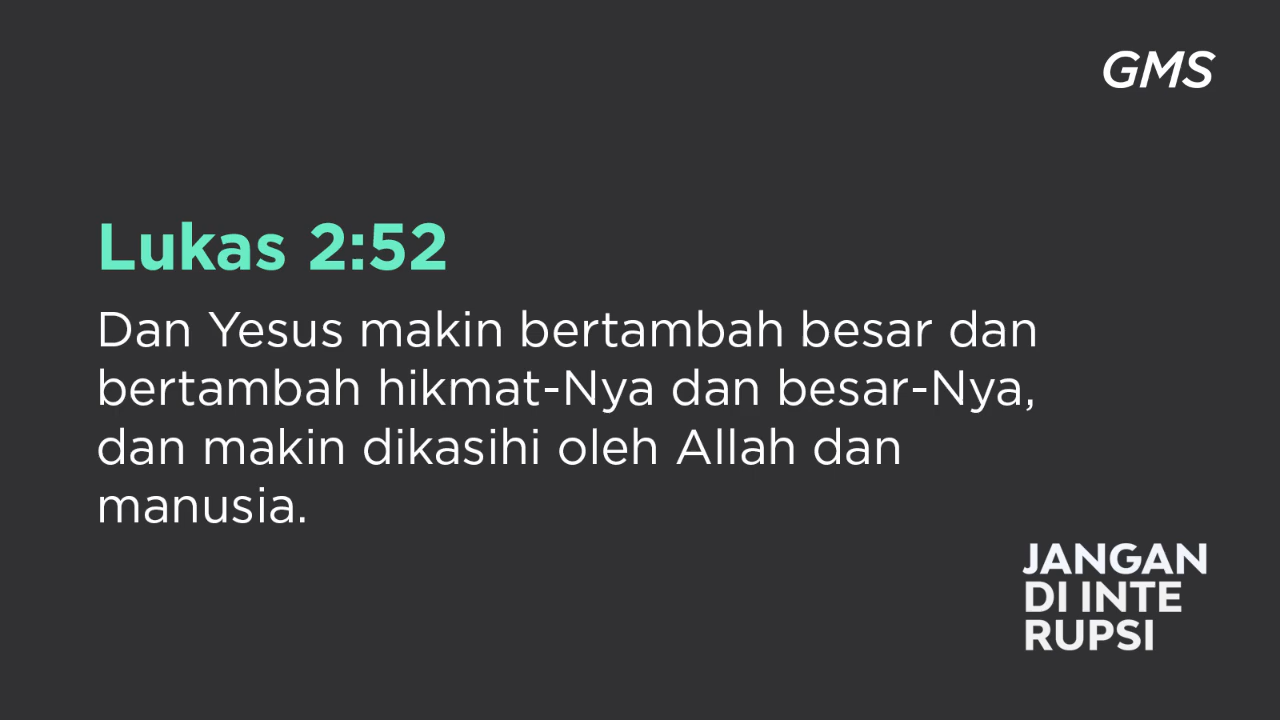 GMS
Lukas 2:52
Dan Yesus makin bertambah besar dan
bertambah hikmat-Nya dan besar-Nya,
dan makin dikasihi oleh Allah dan
manusia.
JANGAN
DI INTE
RUPSI